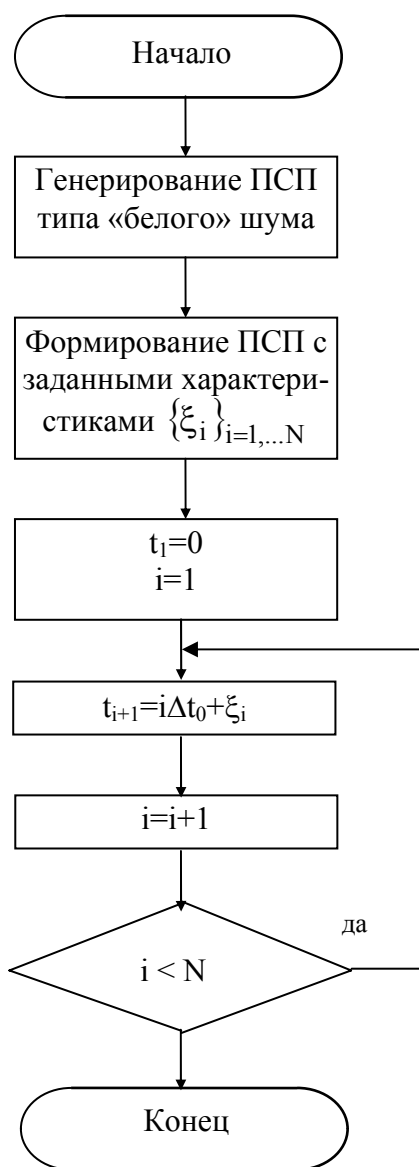 Начало
Генерирование ПСП
типа «белого» шума
Формирование ПСП с
заданными характери-
стиками {ξi}i=1,...N
t1=0
i=1
ti+1=iΔt0+ξi
i=i+1
да
i < N
Конец